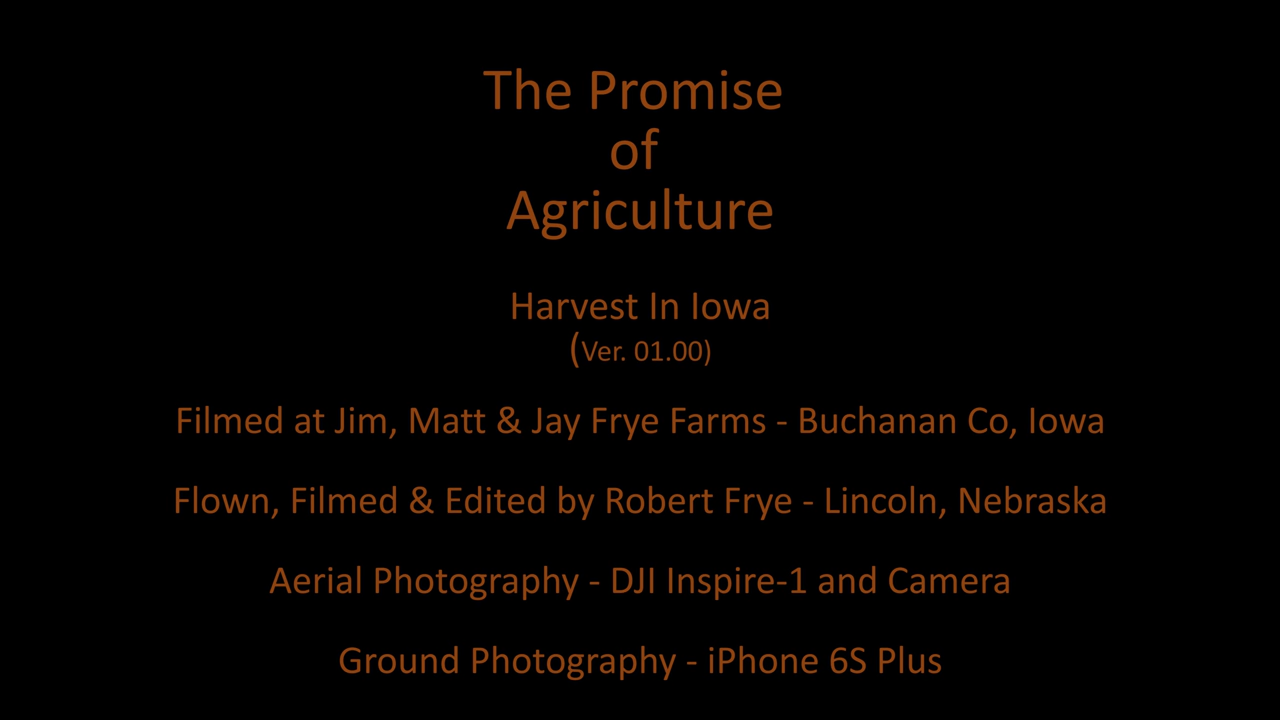 The Promise
of
Agriculture
Harvest In Iowa
(Ver. 01.00)
Filmed at Jim, Matt & Jay Frye Farms - Buchanan Co, Iowa
Flown, Filmed & Edited by Robert Frye - Lincoln, Nebraska
Aerial Photography - DJI Inspire-1 and Camera
Ground Photography - iPhone 6S Plus